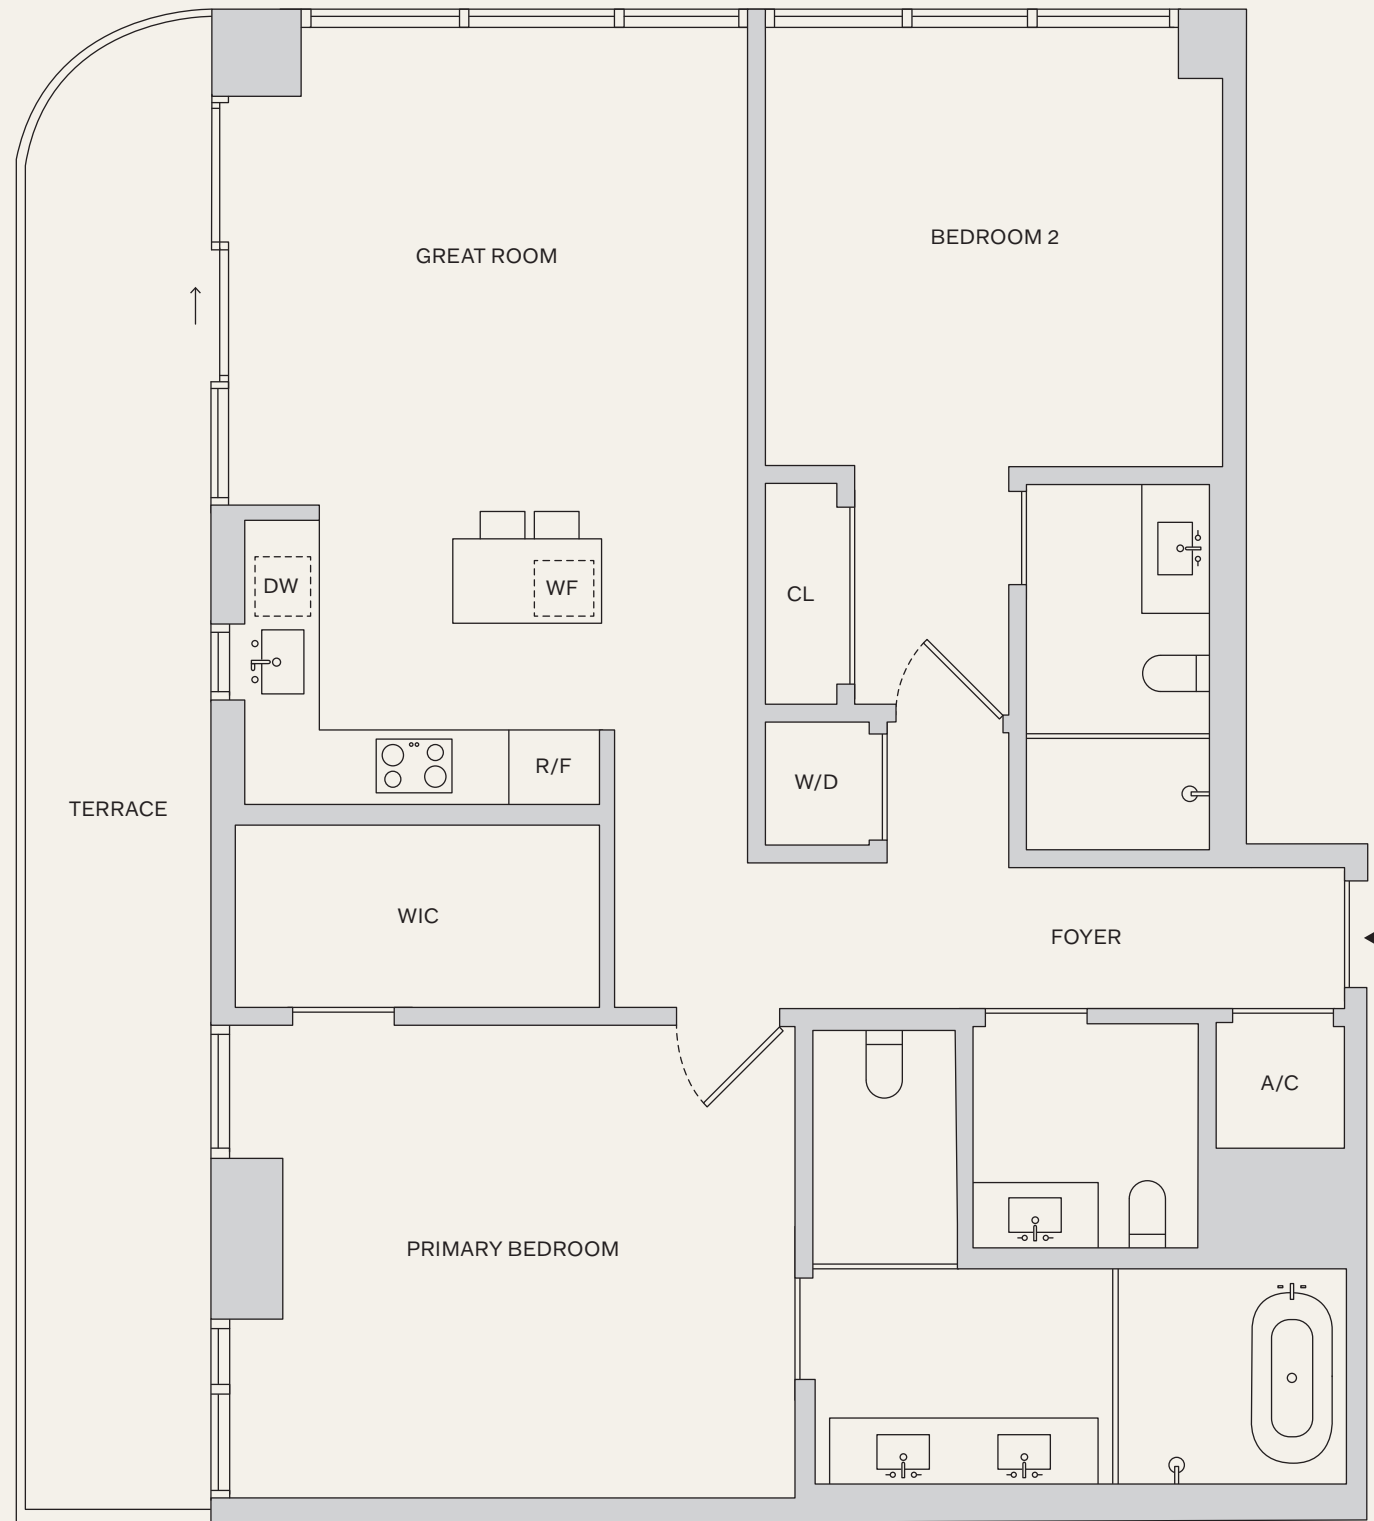 BEDROOM 2
GREAT ROOM
DW
WF
CL
R/F
W/D
TERRACE
WIC
FOYER
A/C
PRIMARY BEDROOM